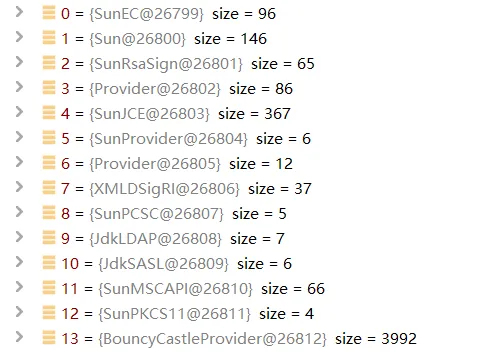 0 = {SunEC@26799} size = 96
1 = {Sun@26800} size = 146
2 = {SunRsaSign@26801} size = 65
3 = {Provider@26802} size = 86
4 = {SunJCE@26803} size = 367
5 = {SunProvider@26804} size = 6
6 = {Provider@26805} size = 12
7 = {XMLDSigRI@26806} size = 37
8 = {SunPCSC@26807} size = 5
9 = {JdkLDAP@26808} size = 7
10 = {JdkSASL@26809} size = 6
11 = {SunMSCAPI@26810} size = 66
12 = {SunPKCS11@26811} size = 4
13 = {BouncyCastleProvider@26812} size = 3992